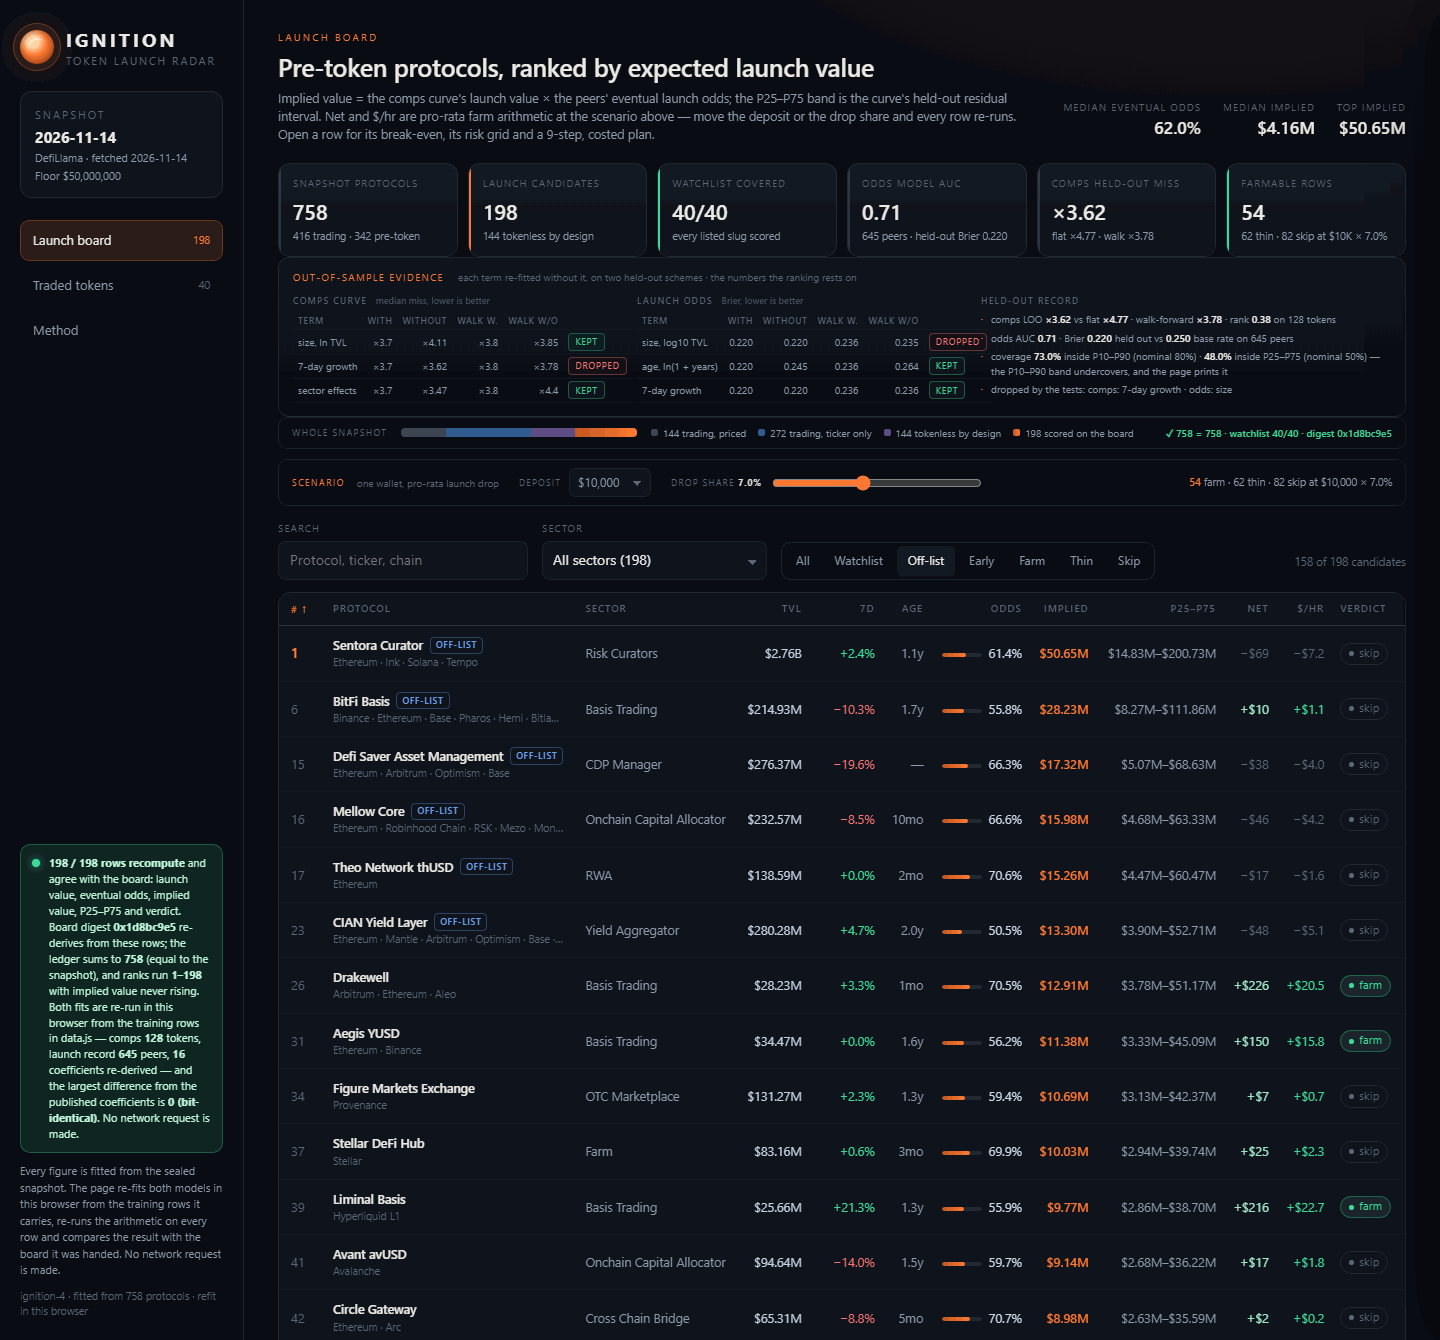 IGNITION
TOKEN LAUNCH RADAR
SNAPSHOT
2026-11-14
DefiLlama · fetched 2026-11-14
Floor $50,000,000
Launch board 198
Traded tokens 40
Method
198 / 198 rows recompute and
agree with the board: launch
value, eventual odds, implied
value, P25–P75 and verdict.
Board digest 0x1d8bc9e5 re-
derives from these rows; the
ledger sums to 758 (equal to the
snapshot), and ranks run 1–198
with implied value never rising.
Both fits are re-run in this
browser from the training rows
in data.js — comps 128 tokens,
launch record 645 peers, 16
coefficients re-derived — and
the largest difference from the
published coefficients is 0 (bit-
identical). No network request is
made.
Every figure is fitted from the sealed
snapshot. The page re-fits both models in
this browser from the training rows it
carries, re-runs the arithmetic on every
row and compares the result with the
board it was handed. No network request
is made.
ignition-4 · fitted from 758 protocols · refit
in this browser
LAUNCH BOARD
Pre-token protocols, ranked by expected launch value
Implied value = the comps curve's launch value × the peers' eventual launch odds; the P25–P75 band is the curve's held-out residual
interval. Net and $/hr are pro-rata farm arithmetic at the scenario above — move the deposit or the drop share and every row re-runs.
Open a row for its break-even, its risk grid and a 9-step, costed plan.
MEDIAN EVENTUAL ODDS MEDIAN IMPLIED TOP IMPLIED
62.0% $4.16M $50.65M
SNAPSHOT PROTOCOLS
758
416 trading · 342 pre-token
LAUNCH CANDIDATES
198
144 tokenless by design
WATCHLIST COVERED
40/40
every listed slug scored
ODDS MODEL AUC
0.71
645 peers · held-out Brier 0.220
COMPS HELD-OUT MISS
×3.62
flat ×4.77 · walk ×3.78
FARMABLE ROWS
54
62 thin · 82 skip at $10K × 7.0%
OUT-OF-SAMPLE EVIDENCE each term re-fitted without it, on two held-out schemes · the numbers the ranking rests on
COMPS CURVE median miss, lower is better
TERM WITH WITHOUT WALK W. WALK W/O
size, ln TVL ×3.7 ×4.11 ×3.8 ×3.85 KEPT
7-day growth ×3.7 ×3.62 ×3.8 ×3.78 DROPPED
sector effects ×3.7 ×3.47 ×3.8 ×4.4 KEPT
LAUNCH ODDS Brier, lower is better
TERM WITH WITHOUT WALK W. WALK W/O
size, log10 TVL 0.220 0.220 0.236 0.235 DROPPED
age, ln(1 + years) 0.220 0.245 0.236 0.264 KEPT
7-day growth 0.220 0.220 0.236 0.236 KEPT
HELD-OUT RECORD
· comps LOO ×3.62 vs flat ×4.77 · walk-forward ×3.78 · rank 0.38 on 128 tokens
· odds AUC 0.71 · Brier 0.220 held out vs 0.250 base rate on 645 peers
· coverage 73.0% inside P10–P90 (nominal 80%) · 48.0% inside P25–P75 (nominal 50%) —
the P10–P90 band undercovers, and the page prints it
· dropped by the tests: comps: 7-day growth · odds: size
WHOLE SNAPSHOT 144 trading, priced 272 trading, ticker only 144 tokenless by design 198 scored on the board ✓ 758 = 758 · watchlist 40/40 · digest 0x1d8bc9e5
SCENARIO one wallet, pro-rata launch drop DEPOSIT $10,000 DROP SHARE 7.0% 54 farm · 62 thin · 82 skip at $10,000 × 7.0%
SEARCH SECTOR
Protocol, ticker, chain All sectors (198) All Watchlist Off-list Early Farm Thin Skip 158 of 198 candidates
# ↑ PROTOCOL SECTOR TVL 7D AGE ODDS IMPLIED P25–P75 NET $/HR VERDICT
1 Sentora Curator OFF-LIST Risk Curators $2.76B +2.4% 1.1y 61.4% $50.65M $14.83M–$200.73M −$69 −$7.2 skip
Ethereum · Ink · Solana · Tempo
6 BitFi Basis OFF-LIST Basis Trading $214.93M −10.3% 1.7y 55.8% $28.23M $8.27M–$111.86M +$10 +$1.1 skip
Binance · Ethereum · Base · Pharos · Hemi · Bitla...
15 Defi Saver Asset Management OFF-LIST CDP Manager $276.37M −19.6% — 66.3% $17.32M $5.07M–$68.63M −$38 −$4.0 skip
Ethereum · Arbitrum · Optimism · Base
16 Mellow Core OFF-LIST Onchain Capital Allocator $232.57M −8.5% 10mo 66.6% $15.98M $4.68M–$63.33M −$46 −$4.2 skip
Ethereum · Robinhood Chain · RSK · Mezo · Mon...
17 Theo Network thUSD OFF-LIST RWA $138.59M +0.0% 2mo 70.6% $15.26M $4.47M–$60.47M −$17 −$1.6 skip
Ethereum
23 CIAN Yield Layer OFF-LIST Yield Aggregator $280.28M +4.7% 2.0y 50.5% $13.30M $3.90M–$52.71M −$48 −$5.1 skip
Ethereum · Mantle · Arbitrum · Optimism · Base ·...
26 Drakewell Basis Trading $28.23M +3.3% 1mo 70.5% $12.91M $3.78M–$51.17M +$226 +$20.5 farm
Arbitrum · Ethereum · Aleo
31 Aegis YUSD Basis Trading $34.47M +0.0% 1.6y 56.2% $11.38M $3.33M–$45.09M +$150 +$15.8 farm
Ethereum · Binance
34 Figure Markets Exchange OTC Marketplace $131.27M +2.3% 1.3y 59.4% $10.69M $3.13M–$42.37M +$7 +$0.7 skip
Provenance
37 Stellar DeFi Hub Farm $83.16M +0.6% 3mo 69.9% $10.03M $2.94M–$39.74M +$25 +$2.3 skip
Stellar
39 Liminal Basis Basis Trading $25.66M +21.3% 1.3y 55.9% $9.77M $2.86M–$38.70M +$216 +$22.7 farm
Hyperliquid L1
41 Avant avUSD Onchain Capital Allocator $94.64M −14.0% 1.5y 59.7% $9.14M $2.68M–$36.22M +$17 +$1.8 skip
Avalanche
42 Circle Gateway Cross Chain Bridge $65.31M −8.8% 5mo 70.7% $8.98M $2.63M–$35.59M +$2 +$0.2 skip
Ethereum · Arc